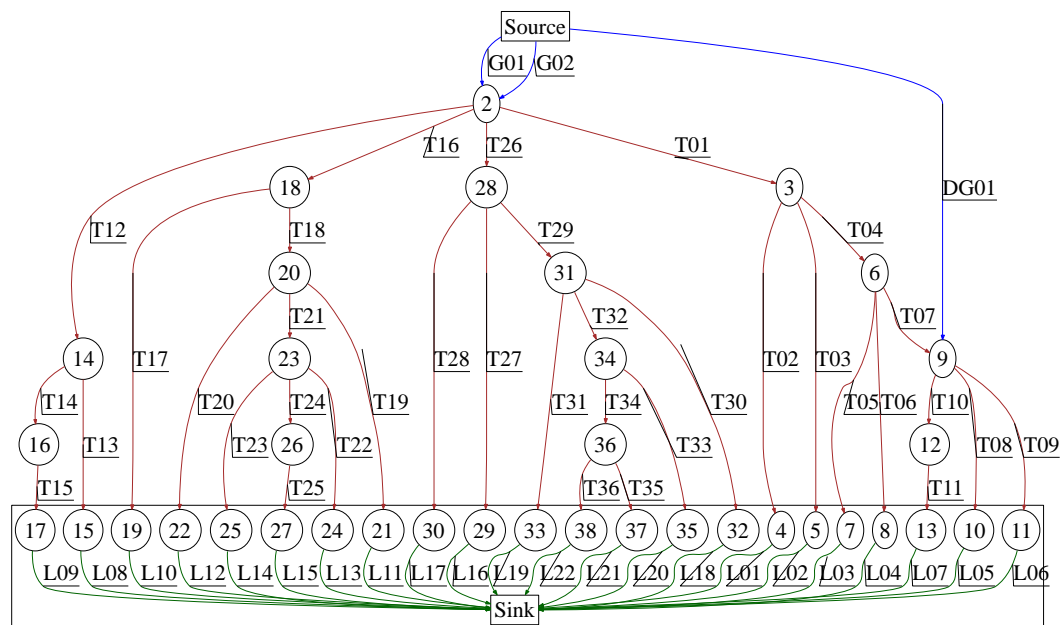 Source
G01 G02
2
T16 T26 T01
18 28 3 DG01
T12 T18 T29 T04
20 31 6
T21 T32 T07
14 T17 23 T28 T27 34 T02 T03 9
T14 T20 T24 T19 T31 T34 T30 T05 T06 T10
16 T13 T23 26 T22 36 T33 12 T08 T09
T15 T25 T36 T35 T11
17 15 19 22 25 27 24 21 30 29 33 38 37 35 32 4 5 7 8 13 10 11
L09 L08 L10 L12 L14 L15 L13 L11 L17 L16 L19 L22 L21 L20 L18 L01 L02 L03 L04 L07 L05 L06
Sink